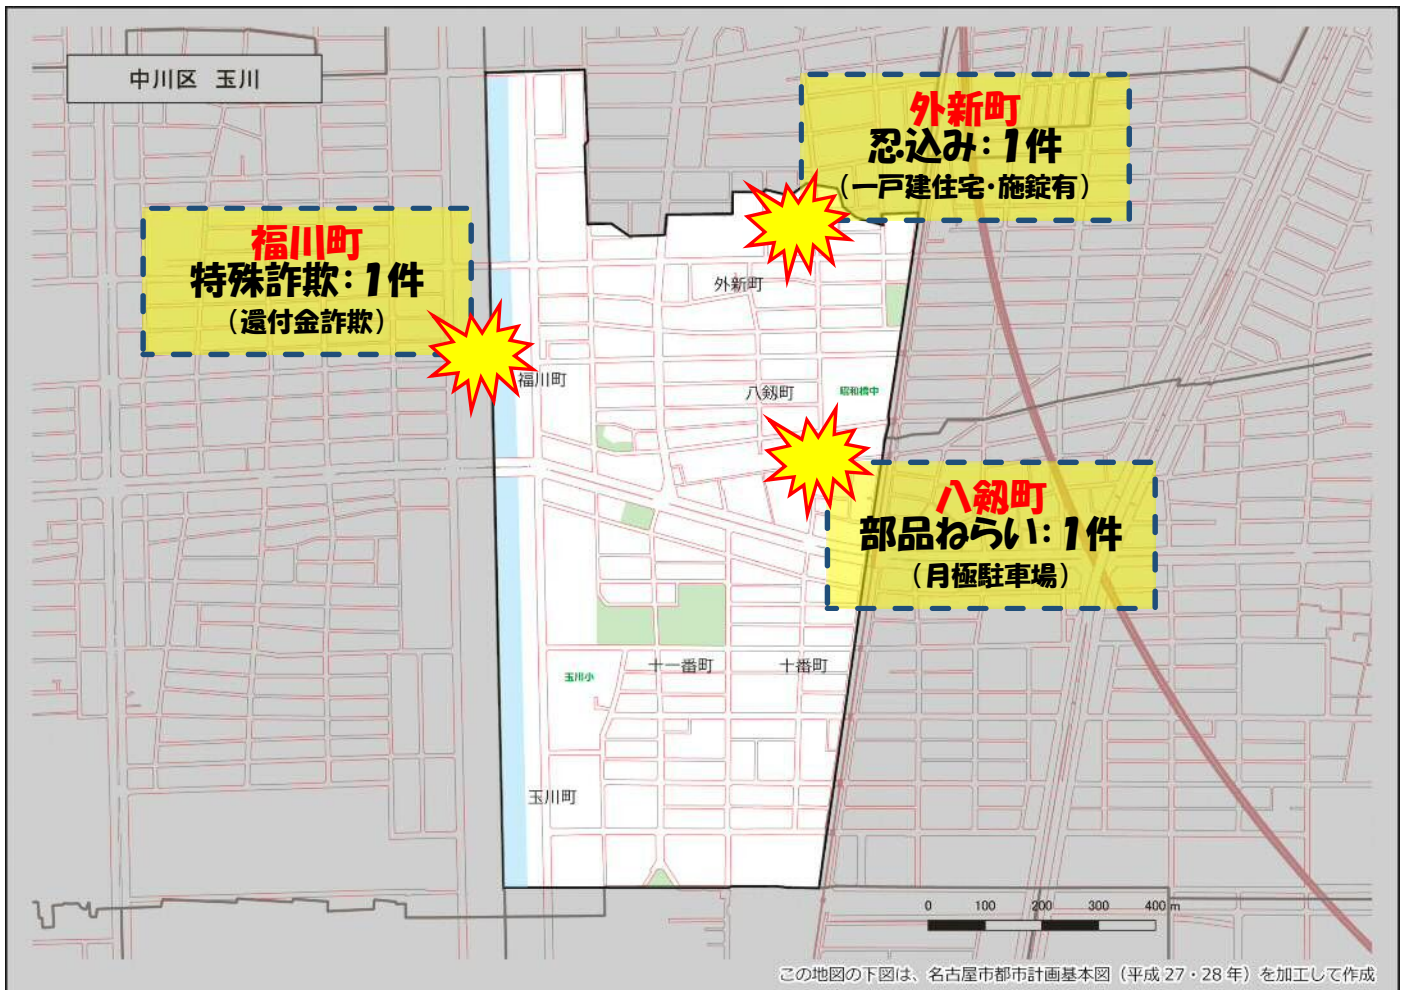 中川区 玉川
外新町
忍込み：1件
（一戸建住宅・施錠有）
福川町
特殊詐欺：1件
（還付金詐欺）
外新町
福川町
八剱町
昭和橋中
八剱町
部品ねらい：1件
（月極駐車場）
十一番町
十番町
玉川小
玉川町
0 100 200 300 400 m
この地図の下図は、名古屋市都市計画基本図（平成 27・28 年）を加工して作成